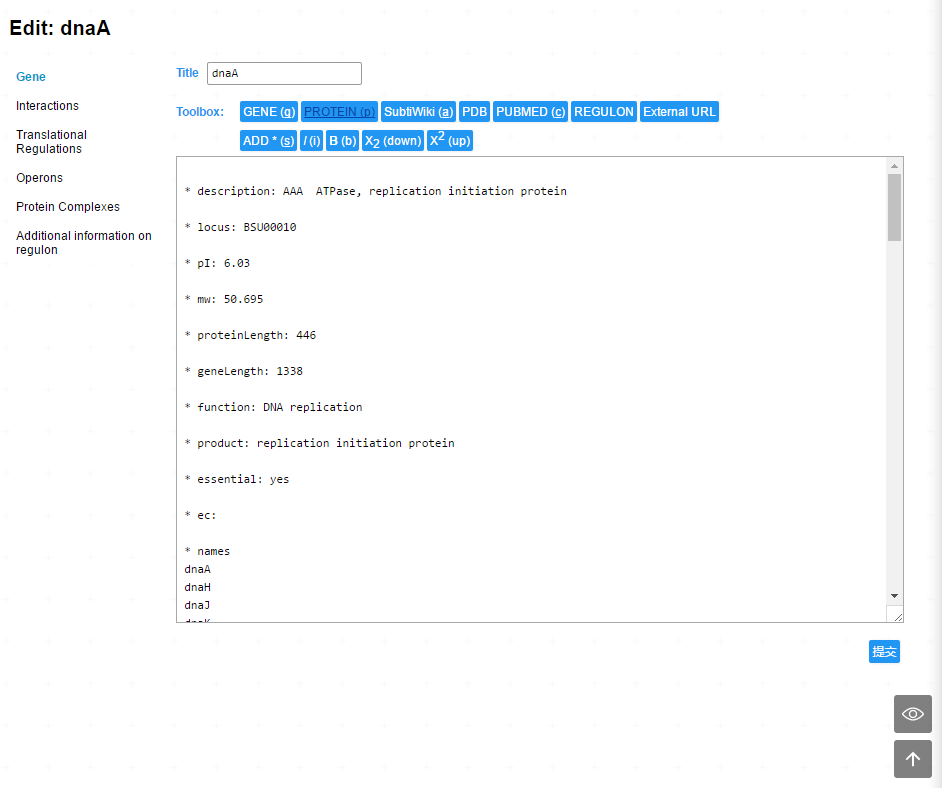 Edit: dnaA
Gene
Interactions
Translational
Regulations
Operons
Protein Complexes
Additional information on
regulon
Title dnaA
Toolbox: GENE (g) PROTEIN (p) SubtiWiki (a) PDB PUBMED (c) REGULON External URL
ADD * (s) I (i) B (b) X2 (down) X2 (up)
* description: AAA  ATPase, replication initiation protein
* locus: BSU00010
* pI: 6.03
* mw: 50.695
* proteinLength: 446
* geneLength: 1338
* function: DNA replication
* product: replication initiation protein
* essential: yes
* ec:
* names
dnaA
dnaH
dnaJ
dnaK
提交